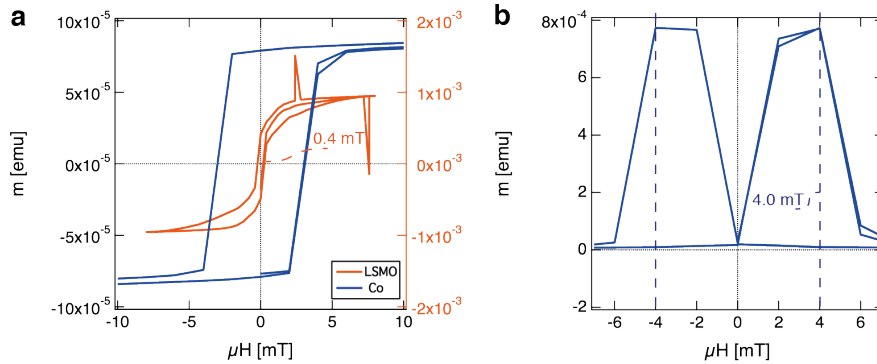 a
10x10⁻⁵
5x10⁻⁵
0x10⁻⁵
-5x10⁻⁵
-10x10⁻⁵
m [emu]
2x10⁻³
1x10⁻³
0x10⁻³
-1x10⁻³
-2x10⁻³
0.4 mT
LSMO
Co
-10
-5
0
5
10
µH [mT]
b
8x10⁻⁴
6
4
2
0
-2
m [emu]
4.0 mT
-6
-4
-2
0
2
4
6
µH [mT]